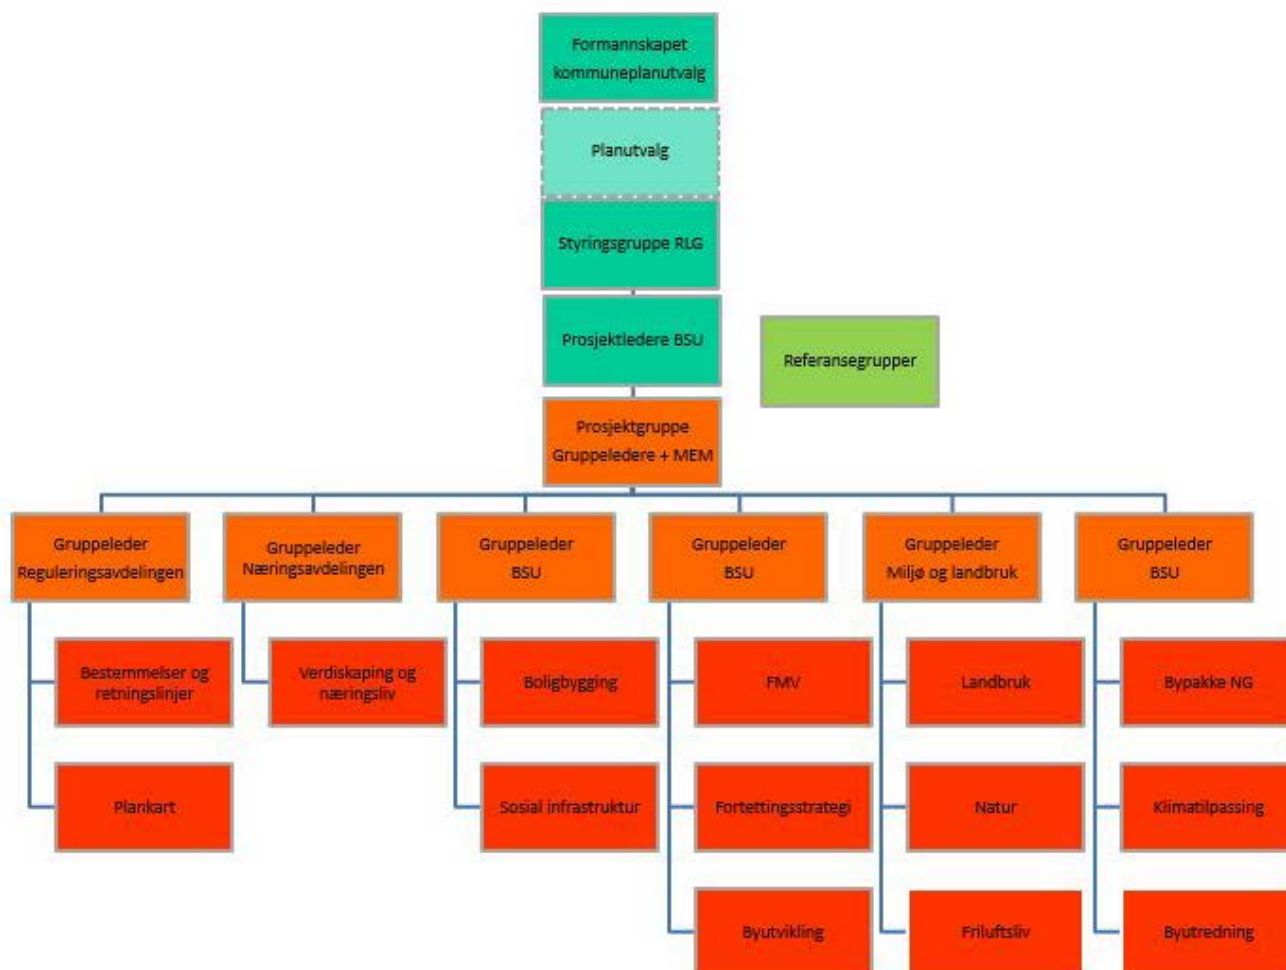 Formannskapet
kommuneplanutvalg
Planutvalg
Styringsgruppe RLG
Prosjektledere BSU
Referansegrupper
Prosjektgruppe
Gruppeledere + MEM
Gruppeleder
Reguleringsavdelingen
Gruppeleder
Næringsavdelingen
Gruppeleder
BSU
Gruppeleder
BSU
Gruppeleder
Miljø og landbruk
Gruppeleder
BSU
Bestemmelser og
retningslinjer
Verdiskaping og
næringsliv
Boligbygging
FMV
Landbruk
Bypakke NG
Plankart
Sosial infrastruktur
Fortettingsstrategi
Natur
Klimatilpassing
Byutvikling
Friluftsliv
Byutredning